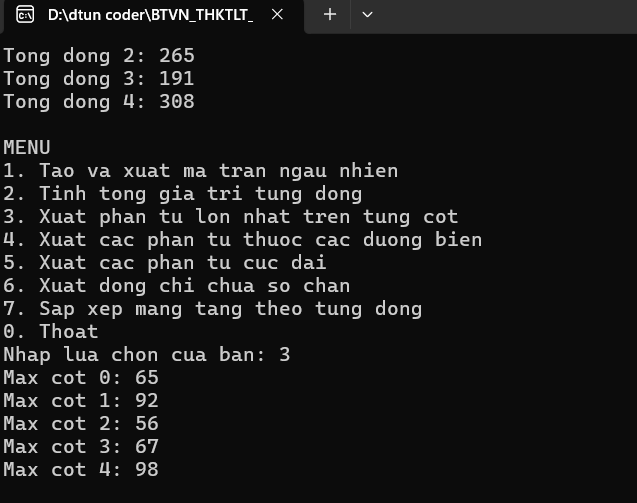 D:\dtun coder\BTVN_THKTLT_
Tong dong 2: 265
Tong dong 3: 191
Tong dong 4: 308
MENU
1. Tao va xuat ma tran ngau nhien
2. Tinh tong gia tri tung dong
3. Xuat phan tu lon nhat tren tung cot
4. Xuat cac phan tu thuoc cac duong bien
5. Xuat cac phan tu cuc dai
6. Xuat dong chi chua so chan
7. Sap xep mang tang theo tung dong
0. Thoat
Nhap lua chon cua ban: 3
Max cot 0: 65
Max cot 1: 92
Max cot 2: 56
Max cot 3: 67
Max cot 4: 98